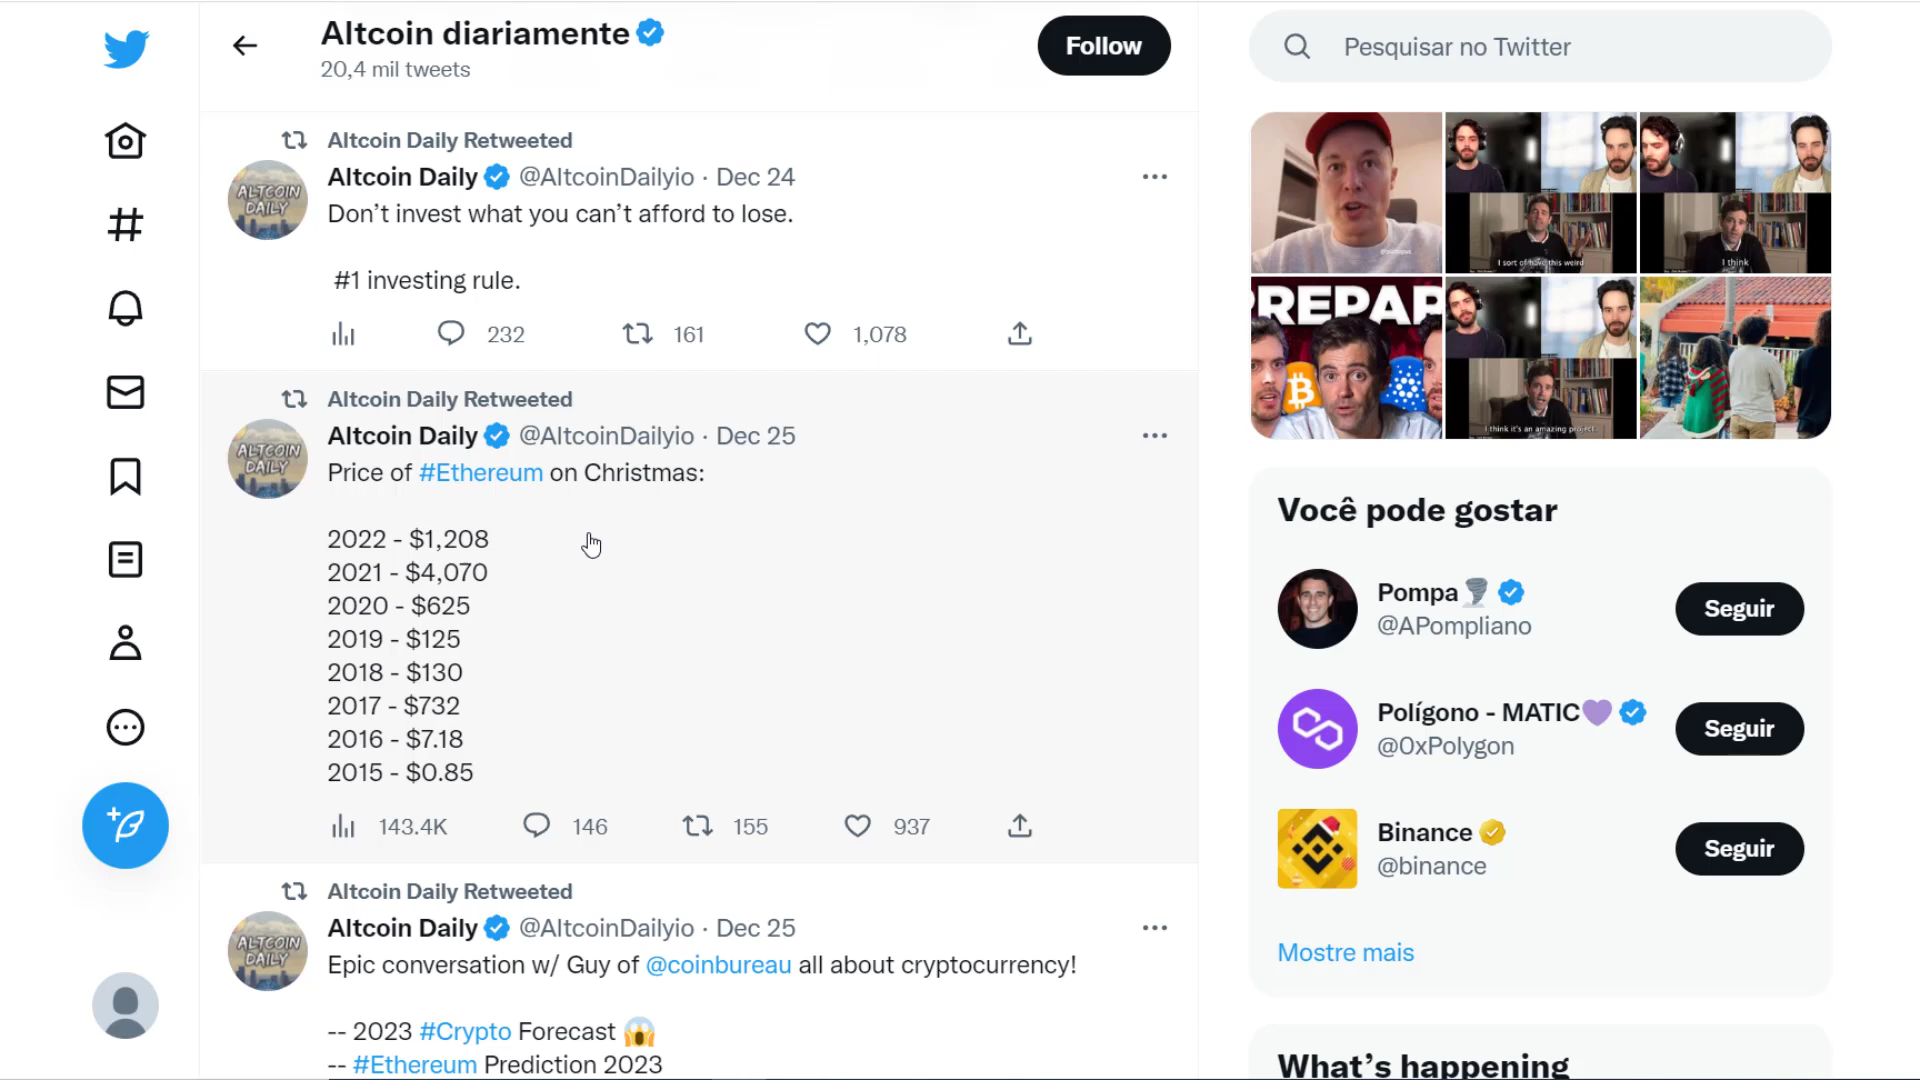 Altcoin diariamente
20,4 mil tweets
Follow
Pesquisar no Twitter
Altcoin Daily Retweeted
ALTCOIN
DAILY
Altcoin Daily @AltcoinDailyio · Dec 24
Don’t invest what you can’t afford to lose.
#1 investing rule.
232 161 1,078
I sort of have this weird
I think
REPAR
I think it's an amazing project.
Altcoin Daily Retweeted
ALTCOIN
DAILY
Altcoin Daily @AltcoinDailyio · Dec 25
Price of #Ethereum on Christmas:
2022 - $1,208
2021 - $4,070
2020 - $625
2019 - $125
2018 - $130
2017 - $732
2016 - $7.18
2015 - $0.85
143.4K 146 155 937
Altcoin Daily Retweeted
ALTCOIN
DAILY
Altcoin Daily @AltcoinDailyio · Dec 25
Epic conversation w/ Guy of @coinbureau all about cryptocurrency!
-- 2023 #Crypto Forecast 😱
-- #Ethereum Prediction 2023
Você pode gostar
Pompa🌪
@APompliano
Seguir
Polígono - MATIC💜
@0xPolygon
Seguir
Binance
@binance
Seguir
Mostre mais
What’s happening